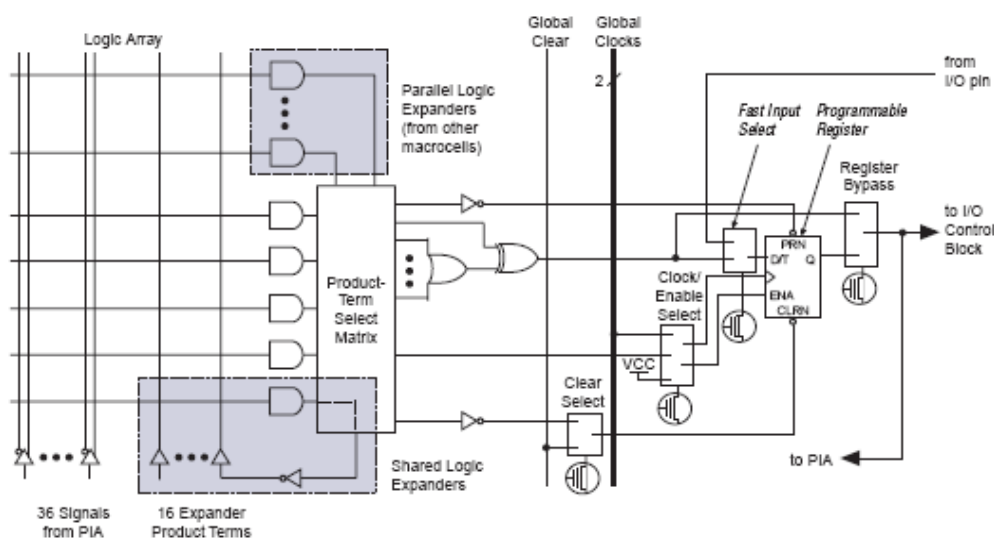 Logic Array
Global
Clear
Global
Clocks
2
from
I/O pin
Parallel Logic
Expanders
(from other
macrocells)
Fast Input
Select
Programmable
Register
Register
Bypass
to I/O
Control
Block
PRN
D/T Q
ENA
CLRN
Product-
Term
Select
Matrix
Clock/
Enable
Select
VCC
Clear
Select
Shared Logic
Expanders
to PIA
36 Signals
from PIA
16 Expander
Product Terms